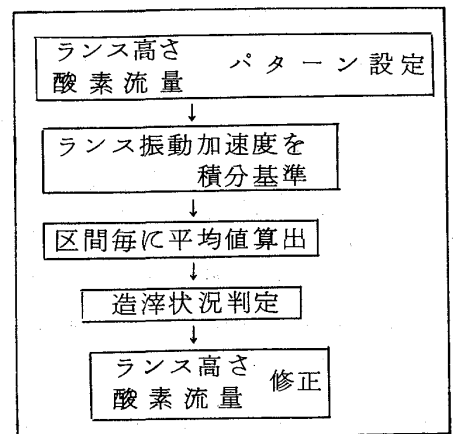 ランス高さ
酸素流量 パターン設定
↓
ランス振動加速度を
積分基準
↓
区間毎に平均値算出
↓
造滓状況判定
↓
ランス高さ
酸素流量 修正